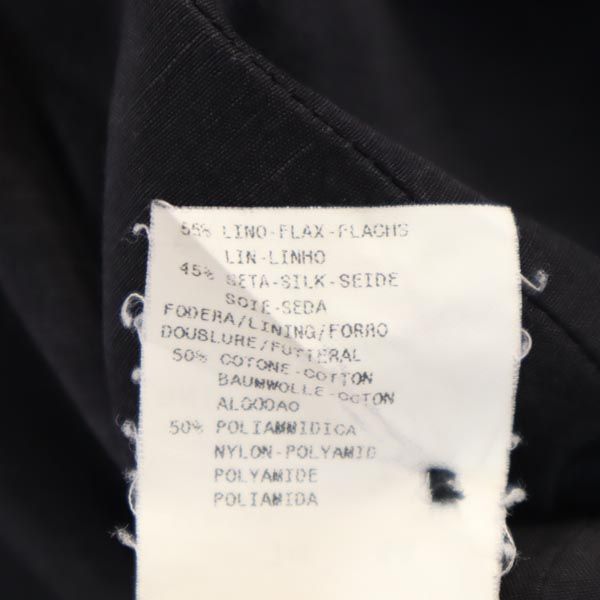 55% LINO-FLAX-FLACHS
LIN-LINHO
45% SETA-SILK-SEIDE
SOIE-SEDA
FODERA/LINING/FORRO
DOUSLURE/FUTTERAL
50% COTONE-COTTON
BAUMWOLLE-COTON
ALGODAO
50% POLIAMMIDICA
NYLON-POLYAMID
POLYAMIDE
POLIAMIDA